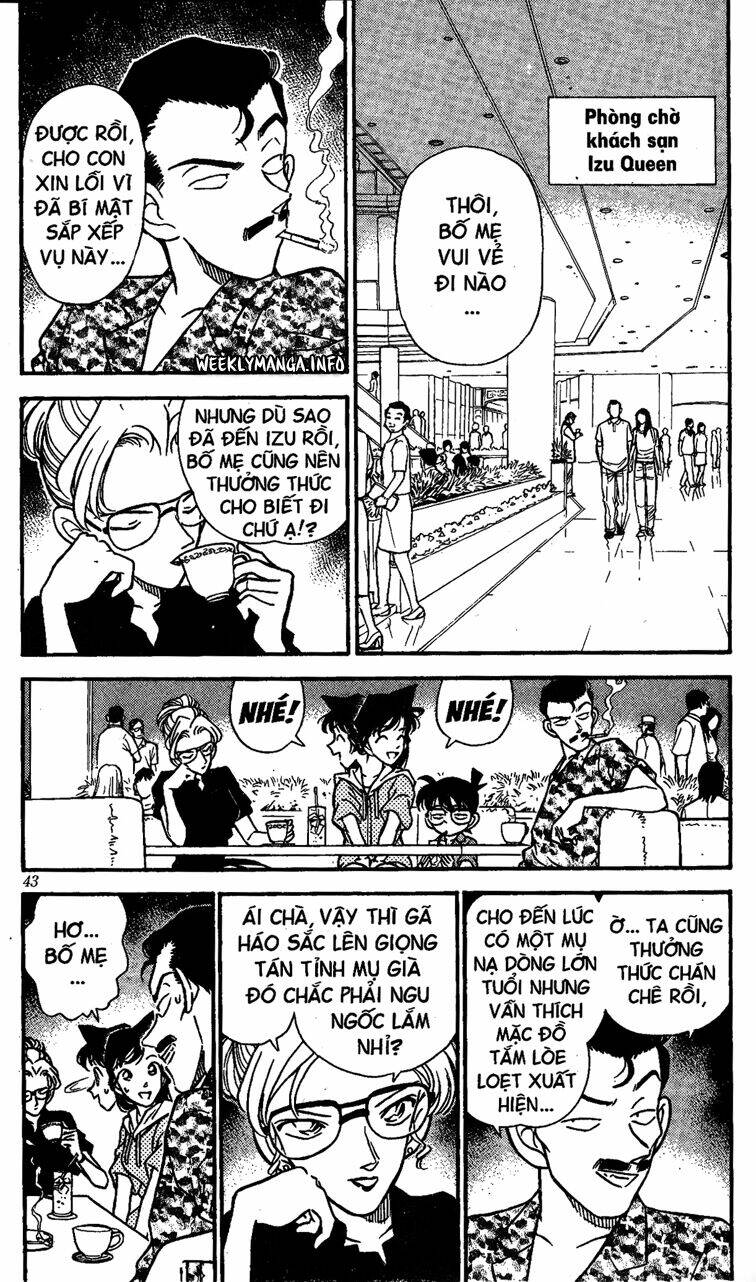 Phòng chờ
khách sạn
Izu Queen
THÔI,
BỐ MẸ
VUI VẺ
ĐI NÀO
...
ĐƯỢC RỒI,
CHO CON
XIN LỖI VÌ
ĐÃ BÍ MẬT
SẮP XẾP
VỤ NÀY...
WEEKLYMANGA.INFO
NHƯNG DÙ SAO
ĐÃ ĐẾN IZU RỒI,
BỐ MẸ CŨNG NÊN
THƯỞNG THỨC
CHO BIẾT ĐI
CHỨ Ạ!?
NHÉ!
NHÉ!
43
Ờ... TA CŨNG
THƯỞNG
THỨC CHÁN
CHÊ RỒI,
CHO ĐẾN LÚC
CÓ MỘT MỤ
NẠ DÒNG LỚN
TUỔI NHƯNG
VẪN THÍCH
MẶC ĐỒ
TẮM LÒE
LOẸT XUẤT
HIỆN...
ÁI CHÀ, VẬY THÌ GÃ
HÁO SẮC LÊN GIỌNG
TÁN TỈNH MỤ GIÀ
ĐÓ CHẮC PHẢI NGU
NGỐC LẮM
NHỈ?
HƠ...
BỐ MẸ
...